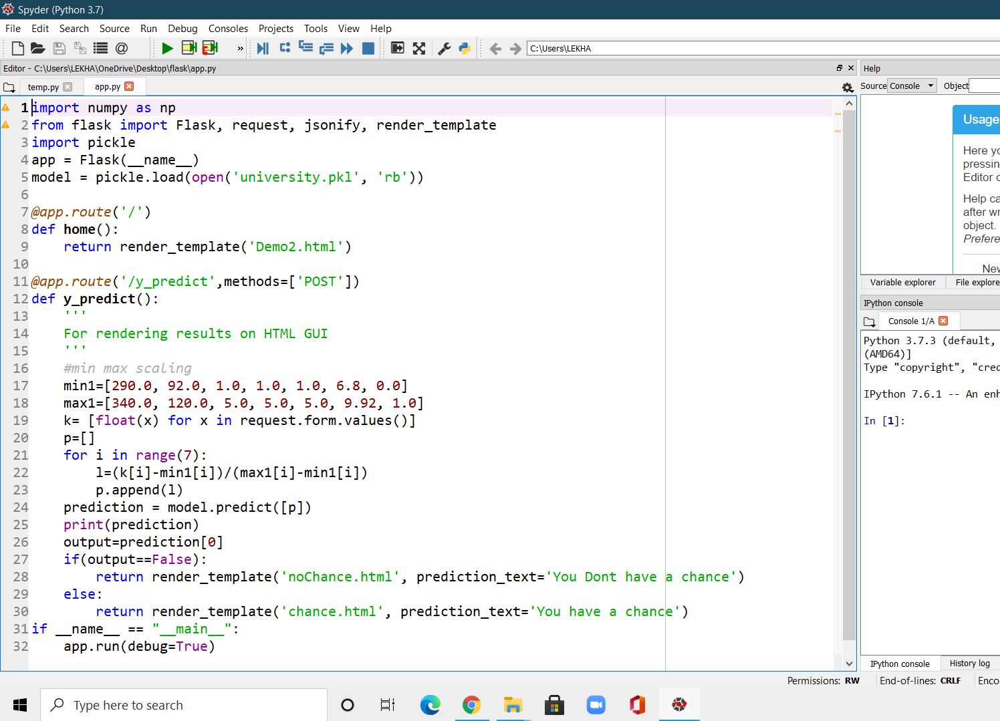 Spyder (Python 3.7)
File Edit Search Source Run Debug Consoles Projects Tools View Help
C:\Users\LEKHA
Editor - C:\Users\LEKHA\OneDrive\Desktop\flask\app.py
temp.py app.py
1 import numpy as np
2 from flask import Flask, request, jsonify, render_template
3 import pickle
4 app = Flask(__name__)
5 model = pickle.load(open('university.pkl', 'rb'))
6
7 @app.route('/')
8 def home():
9     return render_template('Demo2.html')
10
11 @app.route('/y_predict',methods=['POST'])
12 def y_predict():
13     '''
14     For rendering results on HTML GUI
15     '''
16     #min max scaling
17     min1=[290.0, 92.0, 1.0, 1.0, 1.0, 6.8, 0.0]
18     max1=[340.0, 120.0, 5.0, 5.0, 5.0, 9.92, 1.0]
19     k= [float(x) for x in request.form.values()]
20     p=[]
21     for i in range(7):
22         l=(k[i]-min1[i])/(max1[i]-min1[i])
23         p.append(l)
24     prediction = model.predict([p])
25     print(prediction)
26     output=prediction[0]
27     if(output==False):
28         return render_template('noChance.html', prediction_text='You Dont have a chance')
29     else:
30         return render_template('chance.html', prediction_text='You have a chance')
31 if __name__ == "__main__":
32     app.run(debug=True)
Help
Source Console Object
Usage
Here yo
pressin
Editor o
Help ca
after wr
object.
Prefere
New
Variable explorer File explore
IPython console
Console 1/A
Python 3.7.3 (default,
(AMD64)]
Type "copyright", "cred
IPython 7.6.1 -- An enh
In [1]:
IPython console History log
Permissions: RW End-of-lines: CRLF Enco
Type here to search